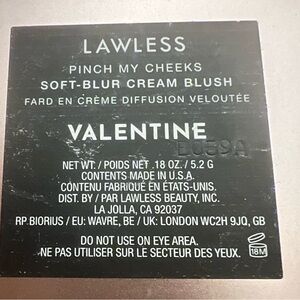 LAWLESS
PINCH MY CHEEKS
SOFT-BLUR CREAM BLUSH
FARD EN CRÈME DIFFUSION VELOUTÉE
VALENTINE
NET WT. / POIDS NET .18 OZ. / 5.2 G
CONTENTS MADE IN U.S.A.
CONTENU FABRIQUÉ EN ÉTATS-UNIS.
DIST. BY / PAR LAWLESS BEAUTY, INC.
LA JOLLA, CA 92037
RP BIORIUS / EU: WAVRE, BE / UK: LONDON WC2H 9JQ, GB
DO NOT USE ON EYE AREA.
NE PAS UTILISER SUR LE SECTEUR DES YEUX.
18M